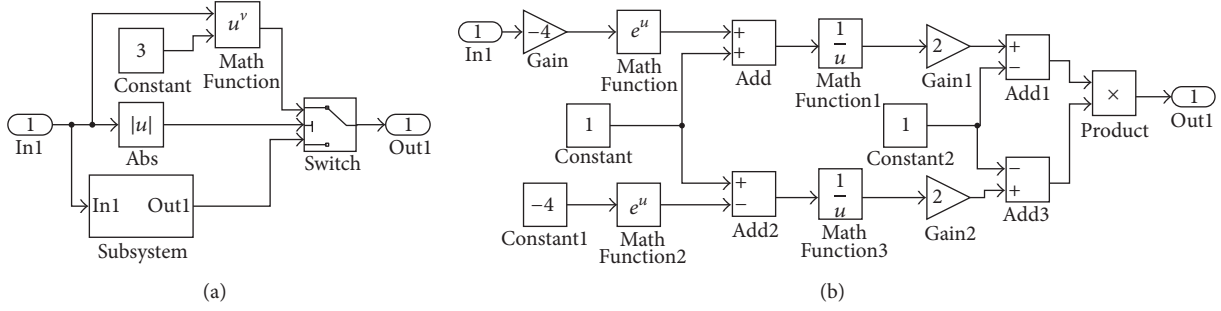 1
In1
3
Constant
u^v
Math
Function
|u|
Abs
In1 Out1
Subsystem
Switch
1
Out1
(a)
1
In1
−4
Gain
e^u
Math
Function
+
+
Add
1
u
Math
Function1
2
Gain1
+
−
Add1
×
Product
1
Out1
1
Constant
1
Constant2
−4
Constant1
e^u
Math
Function2
+
−
Add2
1
u
Math
Function3
2
Gain2
−
+
Add3
(b)